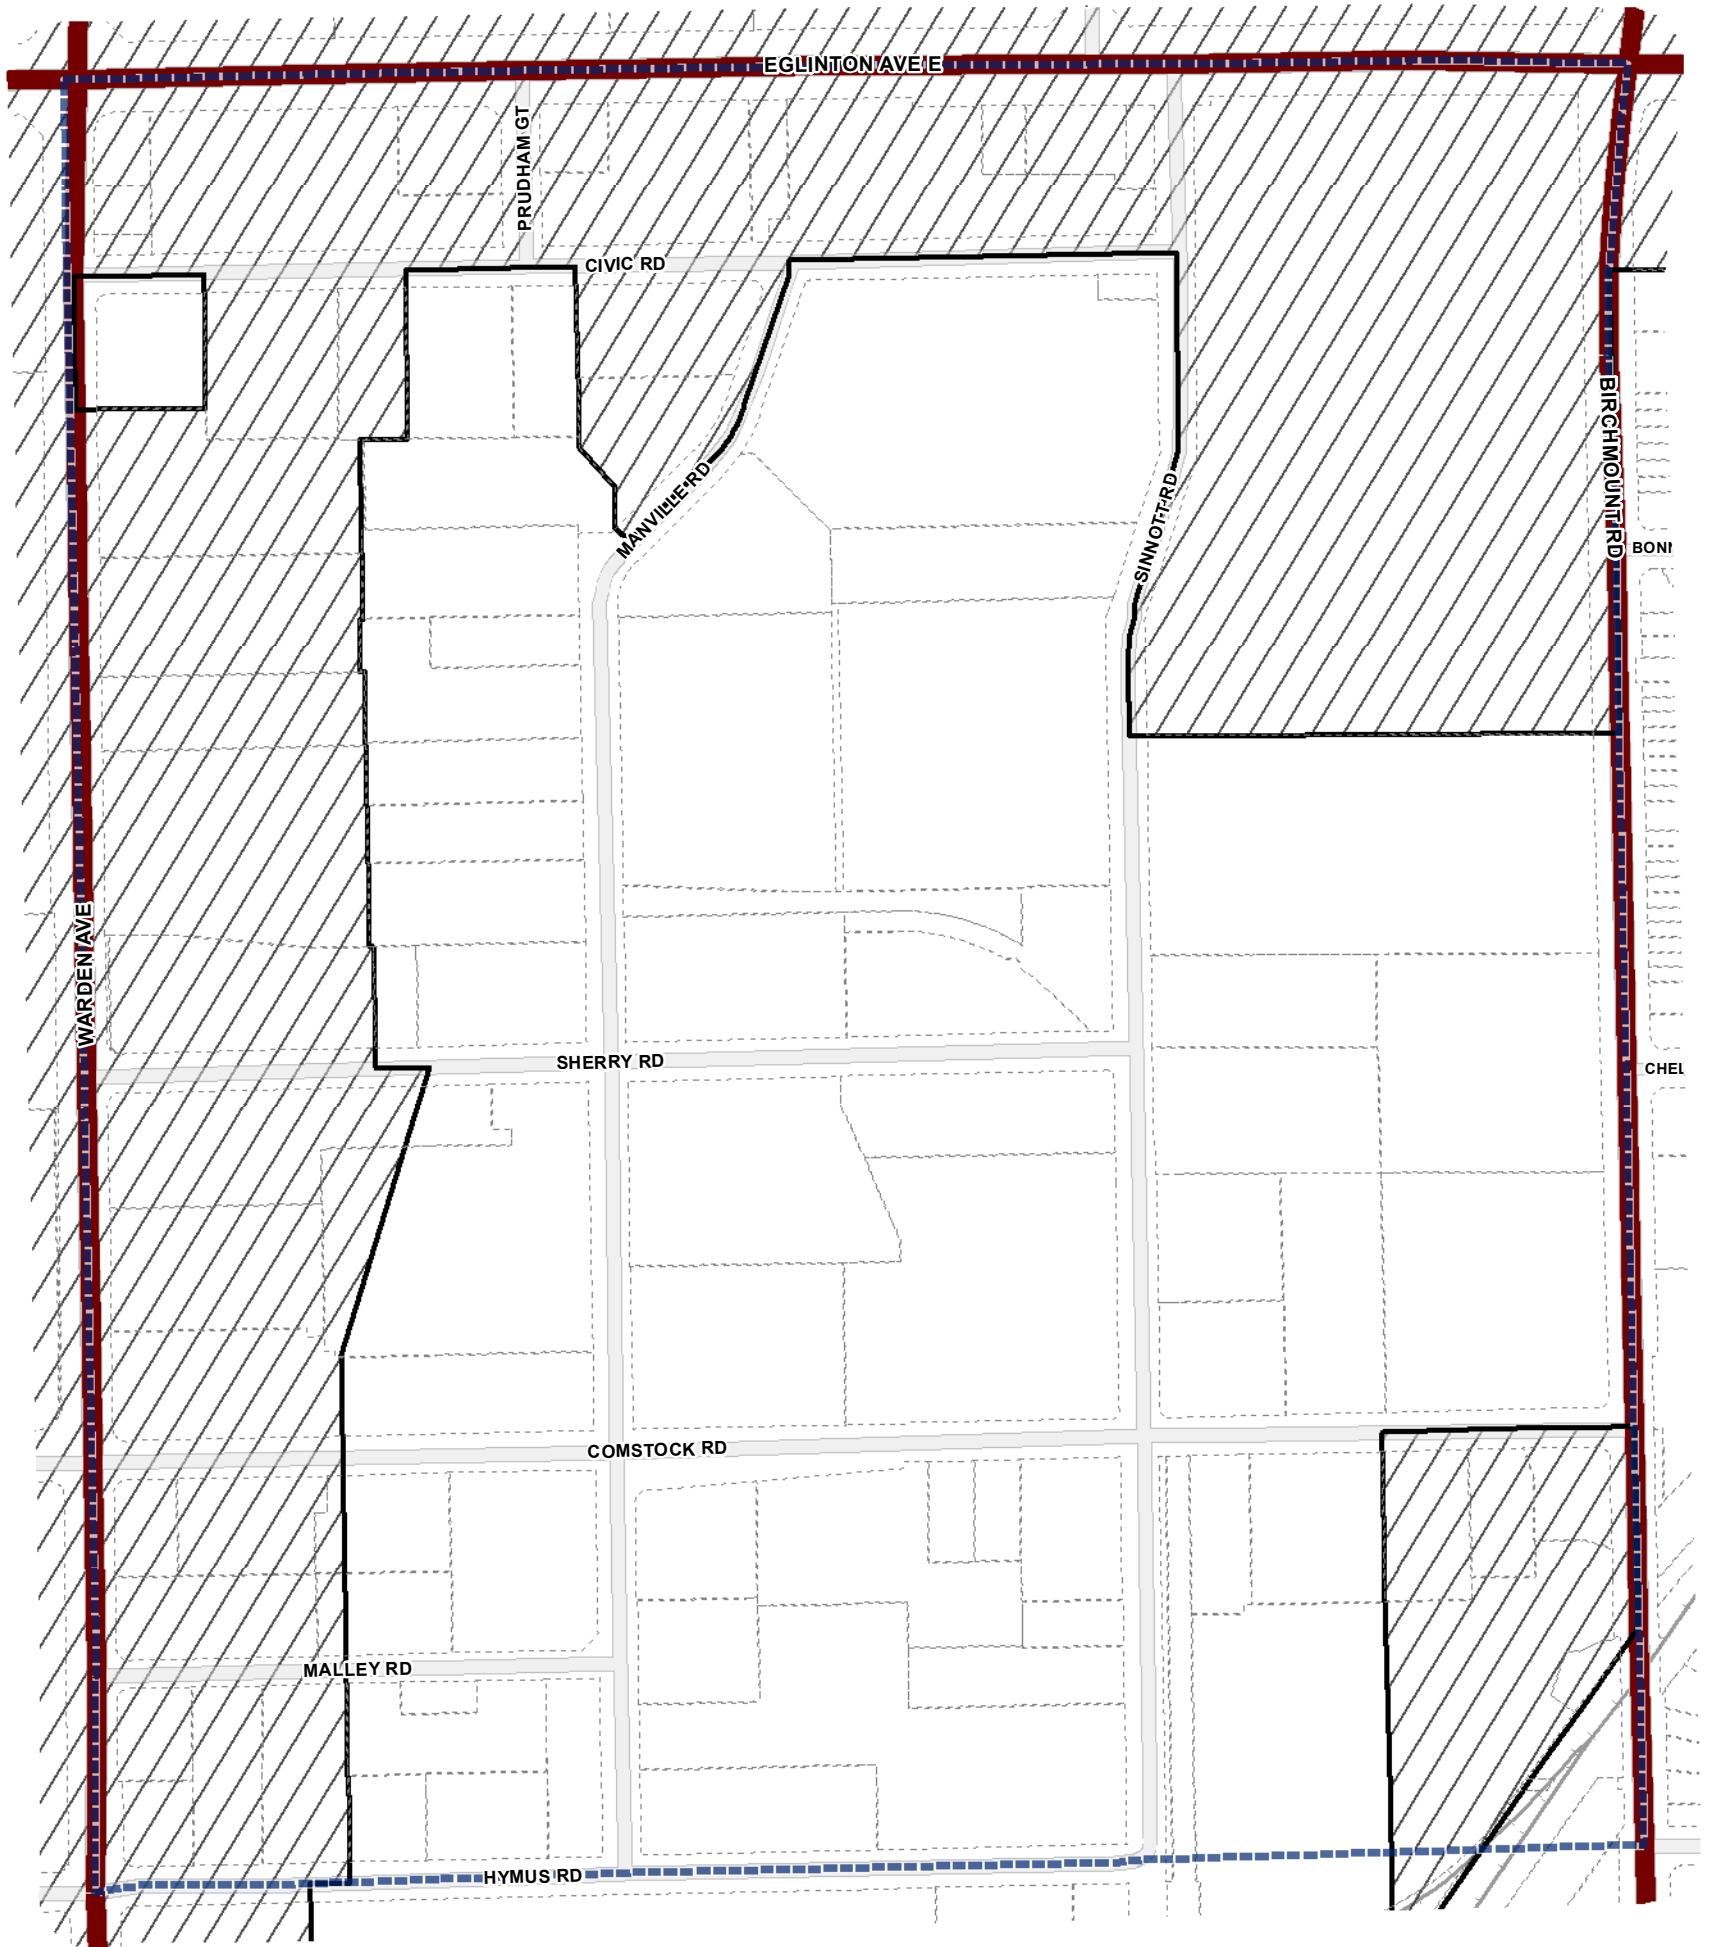 EGLINTON AVE E
PRUDHAM GT
CIVIC RD
MANVILLE RD
SINNOTT RD
BIRCHMOUNT RD
BONN
WARDEN AVE
SHERRY RD
CHEL
COMSTOCK RD
MALLEY RD
HYMUS RD